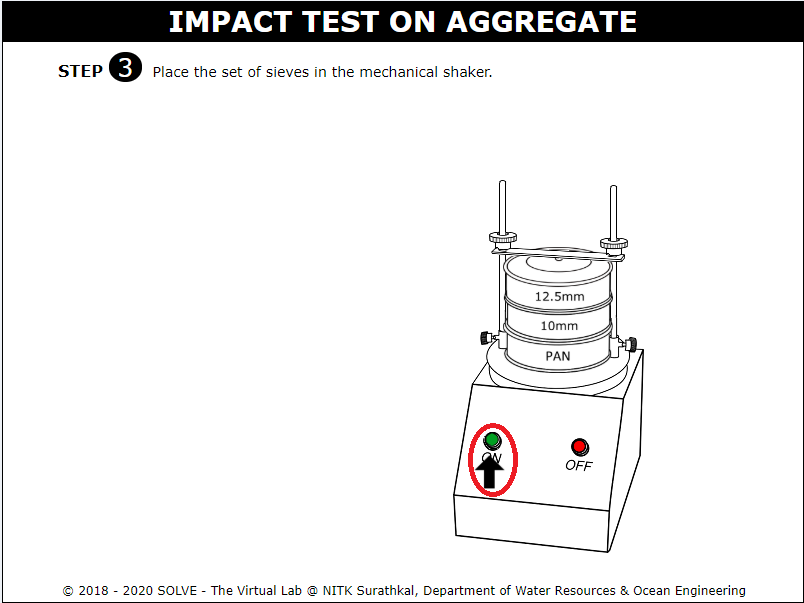 IMPACT TEST ON AGGREGATE
STEP 3 Place the set of sieves in the mechanical shaker.
12.5mm
10mm
PAN
ON
OFF
© 2018 - 2020 SOLVE - The Virtual Lab @ NITK Surathkal, Department of Water Resources & Ocean Engineering